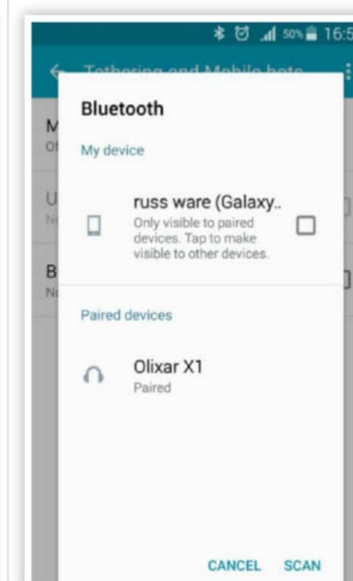 50% 16:5
Tethering and Mobile hots
Bluetooth
My device
russ ware (Galaxy..
Only visible to paired
devices. Tap to make
visible to other devices.
Paired devices
Olixar X1
Paired
CANCEL SCAN